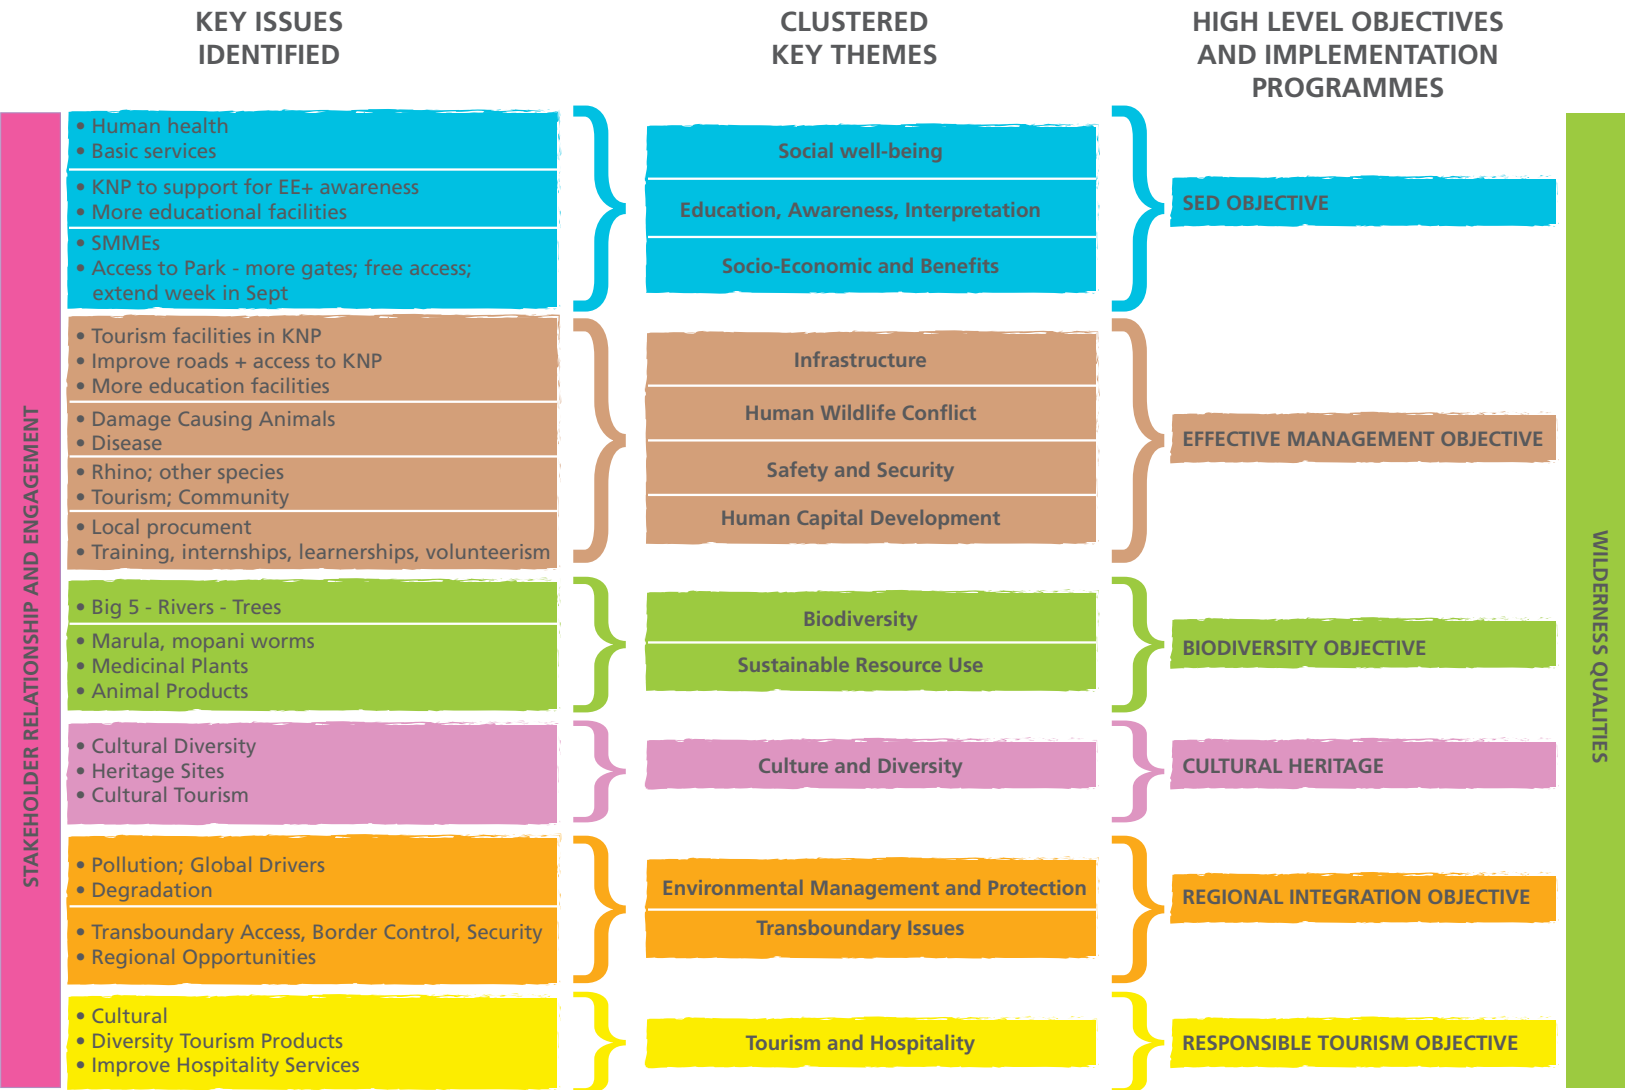 KEY ISSUES
IDENTIFIED
CLUSTERED
KEY THEMES
HIGH LEVEL OBJECTIVES
AND IMPLEMENTATION
PROGRAMMES
STAKEHOLDER RELATIONSHIP AND ENGAGEMENT
• Human health
• Basic services
• KNP to support for EE+ awareness
• More educational facilities
• SMMEs
• Access to Park - more gates; free access;
extend week in Sept
Social well-being
Education, Awareness, Interpretation
Socio-Economic and Benefits
SED OBJECTIVE
• Tourism facilities in KNP
• Improve roads + access to KNP
• More education facilities
• Damage Causing Animals
• Disease
• Rhino; other species
• Tourism; Community
• Local procument
• Training, internships, learnerships, volunteerism
Infrastructure
Human Wildlife Conflict
Safety and Security
Human Capital Development
EFFECTIVE MANAGEMENT OBJECTIVE
• Big 5 - Rivers - Trees
• Marula, mopani worms
• Medicinal Plants
• Animal Products
Biodiversity
Sustainable Resource Use
BIODIVERSITY OBJECTIVE
• Cultural Diversity
• Heritage Sites
• Cultural Tourism
Culture and Diversity
CULTURAL HERITAGE
• Pollution; Global Drivers
• Degradation
• Transboundary Access, Border Control, Security
• Regional Opportunities
Environmental Management and Protection
Transboundary Issues
REGIONAL INTEGRATION OBJECTIVE
• Cultural
• Diversity Tourism Products
• Improve Hospitality Services
Tourism and Hospitality
RESPONSIBLE TOURISM OBJECTIVE
WILDERNESS QUALITIES